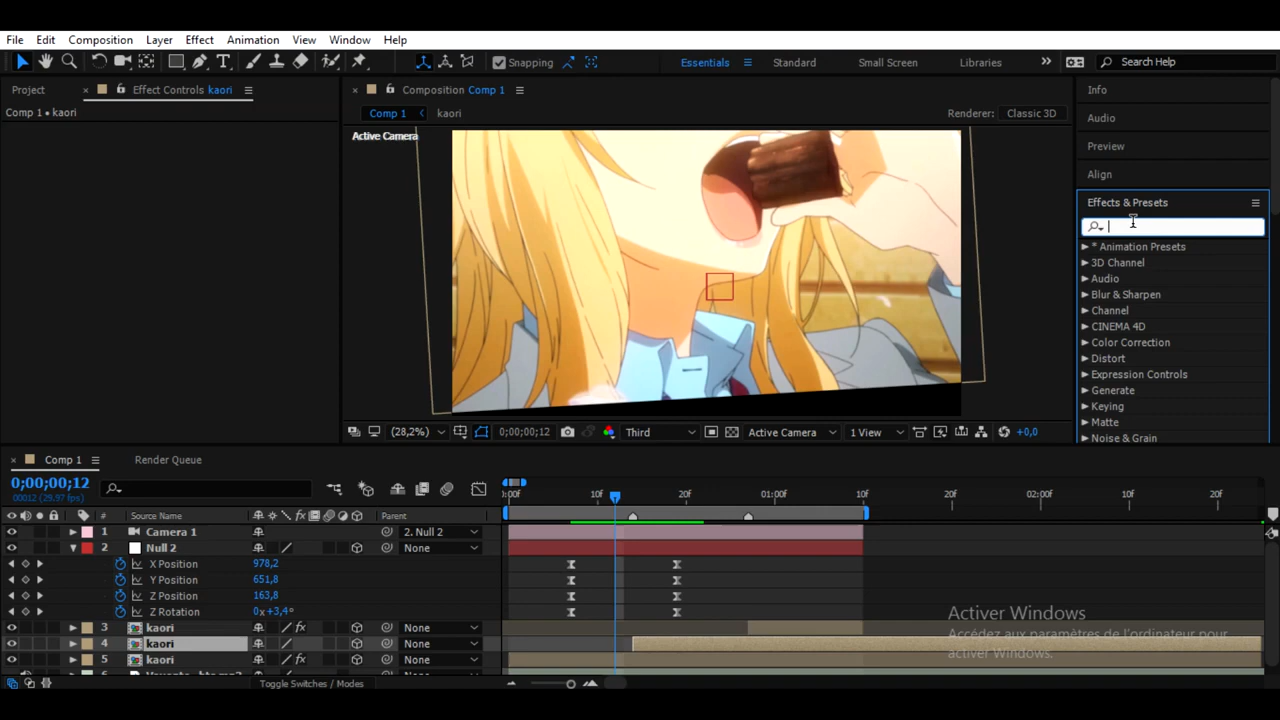 File Edit Composition Layer Effect Animation View Window Help
Snapping Essentials Standard Small Screen Libraries Search Help
Project Effect Controls kaori
Comp 1 • kaori
Composition Comp 1
Comp 1 kaori Renderer: Classic 3D
Active Camera
(28,2%) 0;00;00;12 Third Active Camera 1 View +0,0
Info
Audio
Preview
Align
Effects & Presets
* Animation Presets
3D Channel
Audio
Blur & Sharpen
Channel
CINEMA 4D
Color Correction
Distort
Expression Controls
Generate
Keying
Matte
Noise & Grain
Comp 1 Render Queue
0;00;00;12
00012 (29.97 fps)
:00f 10f 20f 01:00f 10f 20f 02:00f 10f 20f
# Source Name Parent
1 Camera 1 2. Null 2
2 Null 2 None
X Position 978,2
Y Position 651,8
Z Position 163,8
Z Rotation 0x+3,4°
3 kaori None
4 kaori None
5 kaori None
Toggle Switches / Modes
Activer Windows
Accédez aux paramètres de l'ordinateur pour
activer Windows.